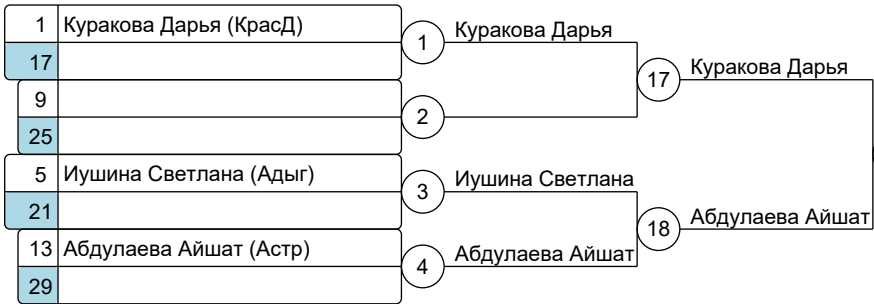 1 Куракова Дарья (КрасД)
17
9
25
5 Иушина Светлана (Адыг)
21
13 Абдулаева Айшат (Астр)
29
1 Куракова Дарья
2
3 Иушина Светлана
4 Абдулаева Айшат
17 Куракова Дарья
18 Абдулаева Айшат